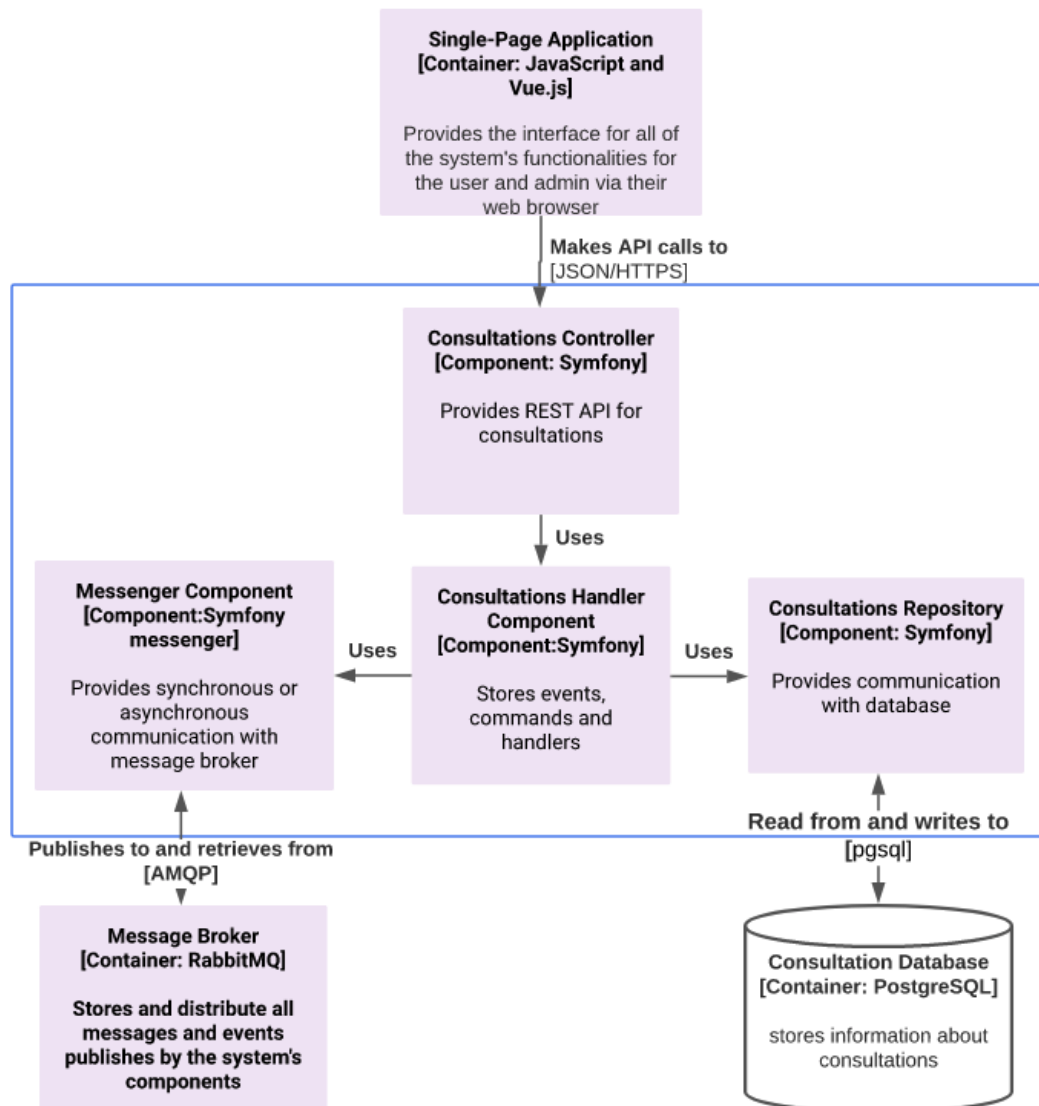 Single-Page Application
[Container: JavaScript and
Vue.js]
Provides the interface for all of
the system's functionalities for
the user and admin via their
web browser
Makes API calls to
[JSON/HTTPS]
Consultations Controller
[Component: Symfony]
Provides REST API for
consultations
Uses
Messenger Component
[Component:Symfony
messenger]
Provides synchronous or
asynchronous
communication with
message broker
Uses
Consultations Handler
Component
[Component:Symfony]
Stores events,
commands and
handlers
Uses
Consultations Repository
[Component: Symfony]
Provides communication
with database
Publishes to and retrieves from
[AMQP]
Read from and writes to
[pgsql]
Message Broker
[Container: RabbitMQ]
Stores and distribute all
messages and events
publishes by the system's
components
Consultation Database
[Container: PostgreSQL]
stores information about
consultations